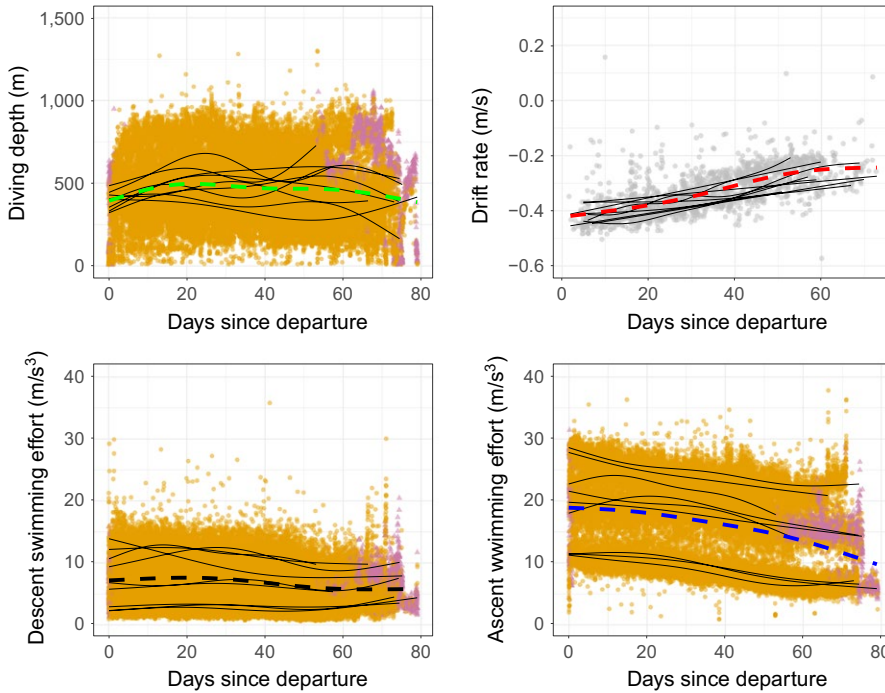 1,500
1,000
500
0
Diving depth (m)
0 20 40 60 80
Days since departure
0.2
0.0
−0.2
−0.4
−0.6
Drift rate (m/s)
0 20 40 60
Days since departure
40
30
20
10
0
Descent swimming effort (m/s³)
0 20 40 60 80
Days since departure
40
30
20
10
0
Ascent wwimming effort (m/s³)
0 20 40 60 80
Days since departure